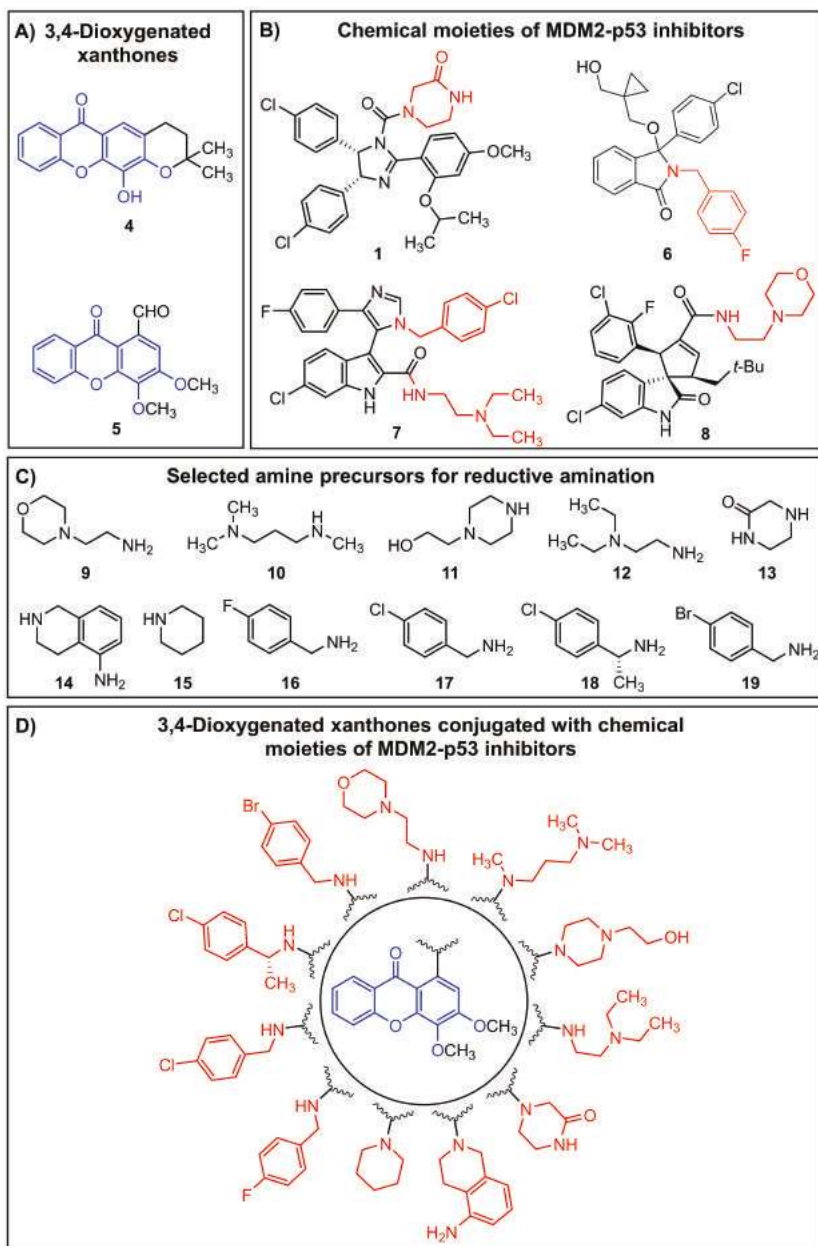 A) 3,4-Dioxygenated
xanthones
O
O
O
CH₃
CH₃
OH
4
O
CHO
O
O
CH₃
OCH₃
5
B) Chemical moieties of MDM2-p53 inhibitors
O
O
NH
N
Cl
N
OCH₃
N
O
Cl
H₃C
CH₃
1
HO
Cl
O
N
O
F
6
N
Cl
F
N
O
Cl
N
H
HN
N
CH₃
CH₃
7
O
O
N
Cl
F
NH
t-Bu
O
Cl
N
H
8
C) Selected amine precursors for reductive amination
O
N
NH₂
9
CH₃
N
H₃C
H
N
CH₃
10
NH
N
HO
11
H₃C
H₃C
N
NH₂
12
O
NH
N
H
13
HN
NH₂
14
HN
15
F
NH₂
16
Cl
NH₂
17
Cl
NH₂
CH₃
18
Br
NH₂
19
D) 3,4-Dioxygenated xanthones conjugated with chemical
moieties of MDM2-p53 inhibitors
O
N
NH
Br
NH
H₃C
N
CH₃
N
CH₃
Cl
N
H
CH₃
N
N
OH
O
O
O
CH₃
OCH₃
HN
Cl
NH
N
H₃C
CH₃
HN
F
N
N
H₂N
N
O
NH